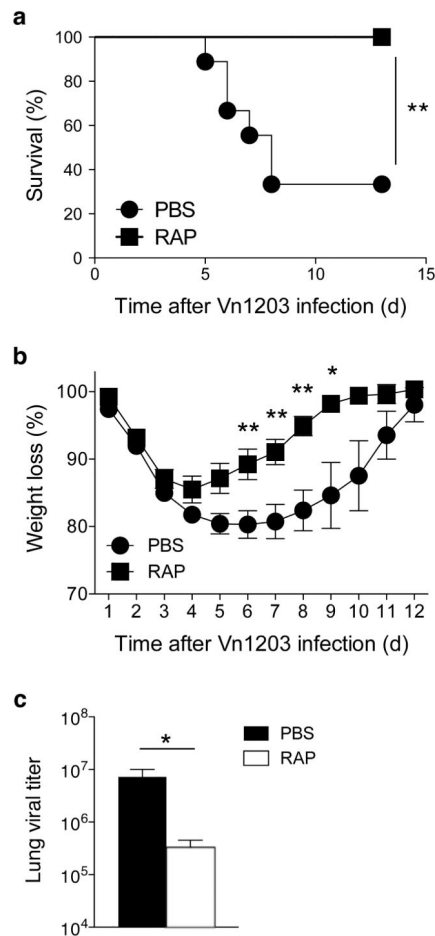 a
100
80
60
40
20
0
Survival (%)
PBS
RAP
**
0 5 10 15
Time after Vn1203 infection (d)
b
100
90
80
70
Weight loss (%)
** ** ** *
PBS
RAP
1 2 3 4 5 6 7 8 9 10 11 12
Time after Vn1203 infection (d)
c
10⁸
10⁷
10⁶
10⁵
10⁴
Lung viral titer
*
PBS
RAP